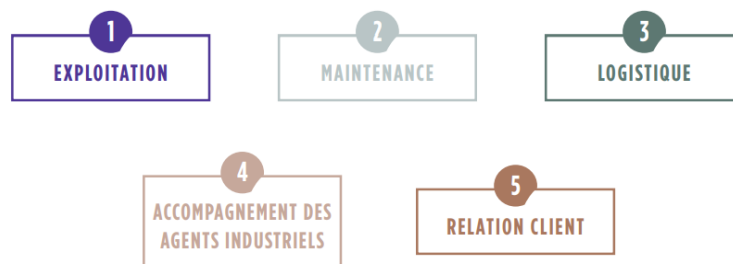 1
EXPLOITATION
2
MAINTENANCE
3
LOGISTIQUE
4
ACCOMPAGNEMENT DES
AGENTS INDUSTRIELS
5
RELATION CLIENT